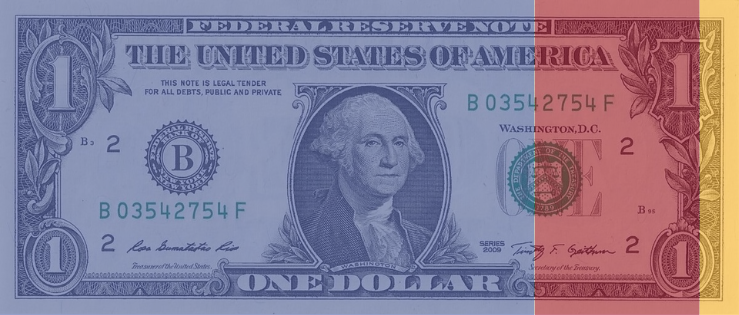 FEDERAL RESERVE NOTE
THE UNITED STATES OF AMERICA
1
1
THIS NOTE IS LEGAL TENDER
FOR ALL DEBTS, PUBLIC AND PRIVATE
B 03542754 F
WASHINGTON, D.C.
2
2
B
ONE
B 03542754 F
2
SERIES
2009
2
1
1
Treasurer of the United States.
Secretary of the Treasury.
WASHINGTON
ONE DOLLAR